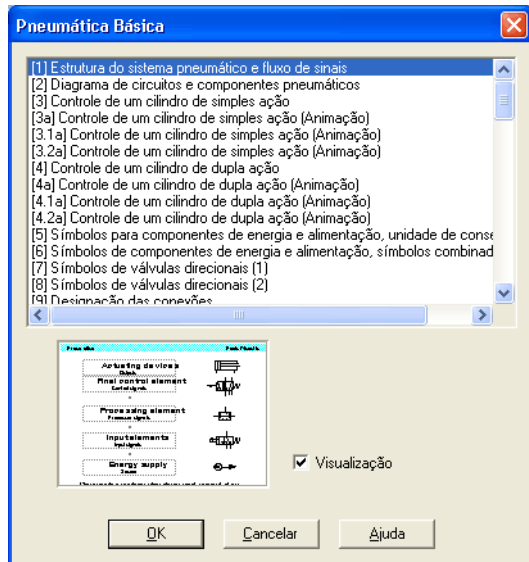 Pneumática Básica
[1] Estrutura do sistema pneumático e fluxo de sinais
[2] Diagrama de circuitos e componentes pneumáticos
[3] Controle de um cilindro de simples ação
[3a] Controle de um cilindro de simples ação (Animação)
[3.1a] Controle de um cilindro de simples ação (Animação)
[3.2a] Controle de um cilindro de simples ação (Animação)
[4] Controle de um cilindro de dupla ação
[4a] Controle de um cilindro de dupla ação (Animação)
[4.1a] Controle de um cilindro de dupla ação (Animação)
[4.2a] Controle de um cilindro de dupla ação (Animação)
[5] Símbolos para componentes de energia e alimentação, unidade de conse
[6] Símbolos de componentes de energia e alimentação, símbolos combinad
[7] Símbolos de válvulas direcionais (1)
[8] Símbolos de válvulas direcionais (2)
[9] Designação das conexões
Actuating devices
Final control element
Processing element
Input elements
Energy supply
Visualização
OK
Cancelar
Ajuda